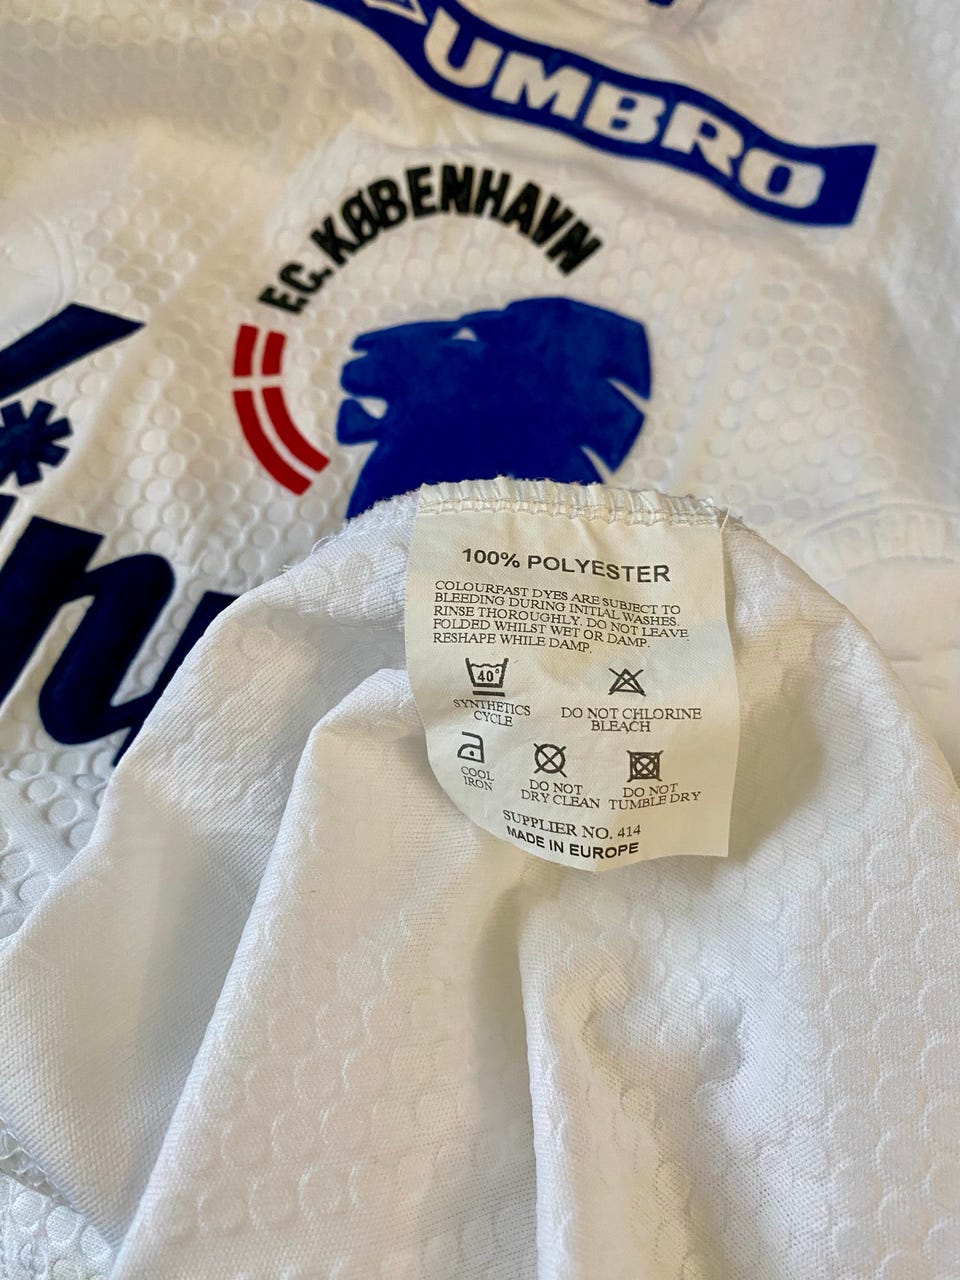 UMBRO
F.C. KØBENHAVN
100% POLYESTER
COLOURFAST DYES ARE SUBJECT TO
BLEEDING DURING INITIAL WASHES.
RINSE THOROUGHLY. DO NOT LEAVE
FOLDED WHILST WET OR DAMP.
RESHAPE WHILE DAMP.
40°
SYNTHETICS
CYCLE
DO NOT CHLORINE
BLEACH
COOL
IRON
DO NOT
DRY CLEAN
DO NOT
TUMBLE DRY
SUPPLIER NO. 414
MADE IN EUROPE